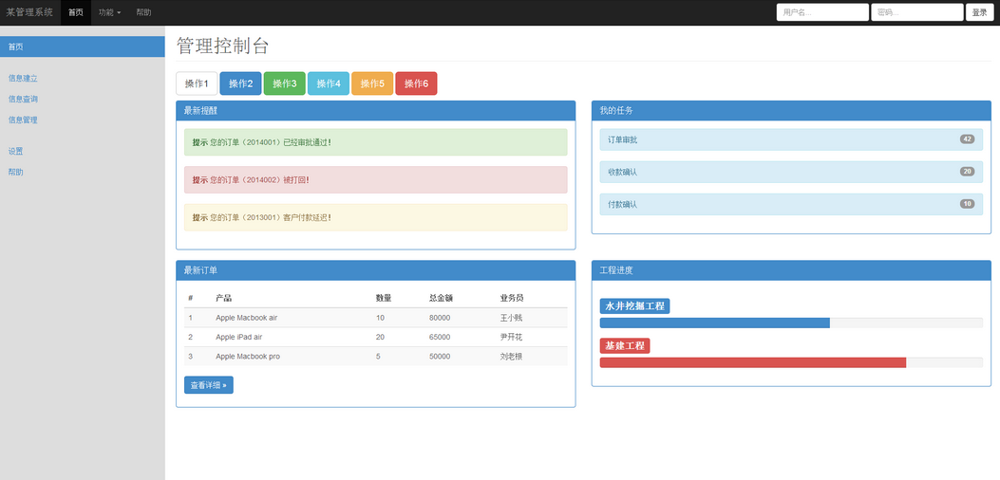 某管理系统 首页 功能 帮助 用户名... 密码... 登录
首页
信息建立
信息查询
信息管理
设置
帮助
管理控制台
操作1 操作2 操作3 操作4 操作5 操作6
最新提醒
提示 您的订单（2014001）已经审批通过！
提示 您的订单（2014002）被打回！
提示 您的订单（2013001）客户付款延迟！
我的任务
订单审批 42
收款确认 20
付款确认 10
最新订单
# 产品 数量 总金额 业务员
1 Apple Macbook air 10 80000 王小贱
2 Apple iPad air 20 65000 尹开花
3 Apple Macbook pro 5 50000 刘老根
查看详细 »
工程进度
水井挖掘工程
基建工程